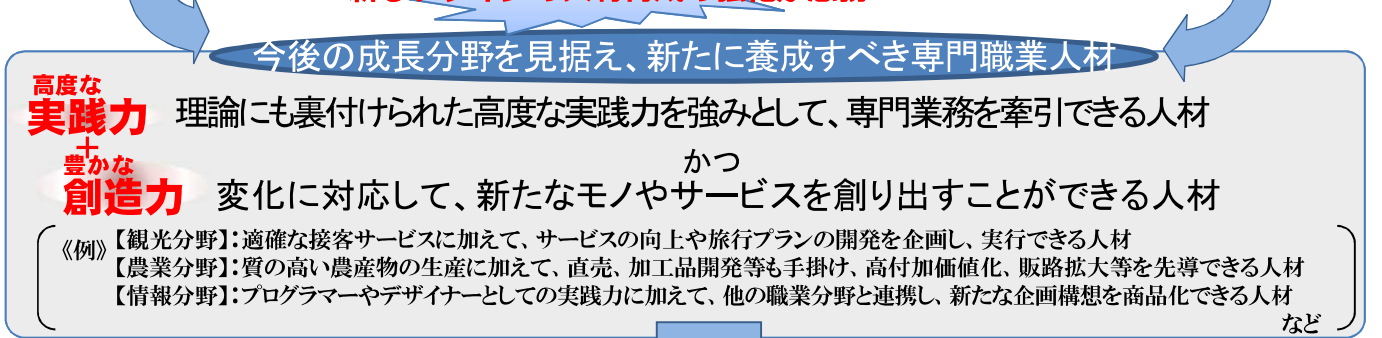 今後の成長分野を見据え、新たに養成すべき専門職業人材
高度な
実践力
理論にも裏付けられた高度な実践力を強みとして、専門業務を牽引できる人材
＋
かつ
豊かな
創造力
変化に対応して、新たなモノやサービスを創り出すことができる人材
《例》【観光分野】：適確な接客サービスに加えて、サービスの向上や旅行プランの開発を企画し、実行できる人材
【農業分野】：質の高い農産物の生産に加えて、直売、加工品開発等も手掛け、高付加価値化、販路拡大等を先導できる人材
【情報分野】：プログラマーやデザイナーとしての実践力に加えて、他の職業分野と連携し、新たな企画構想を商品化できる人材
など